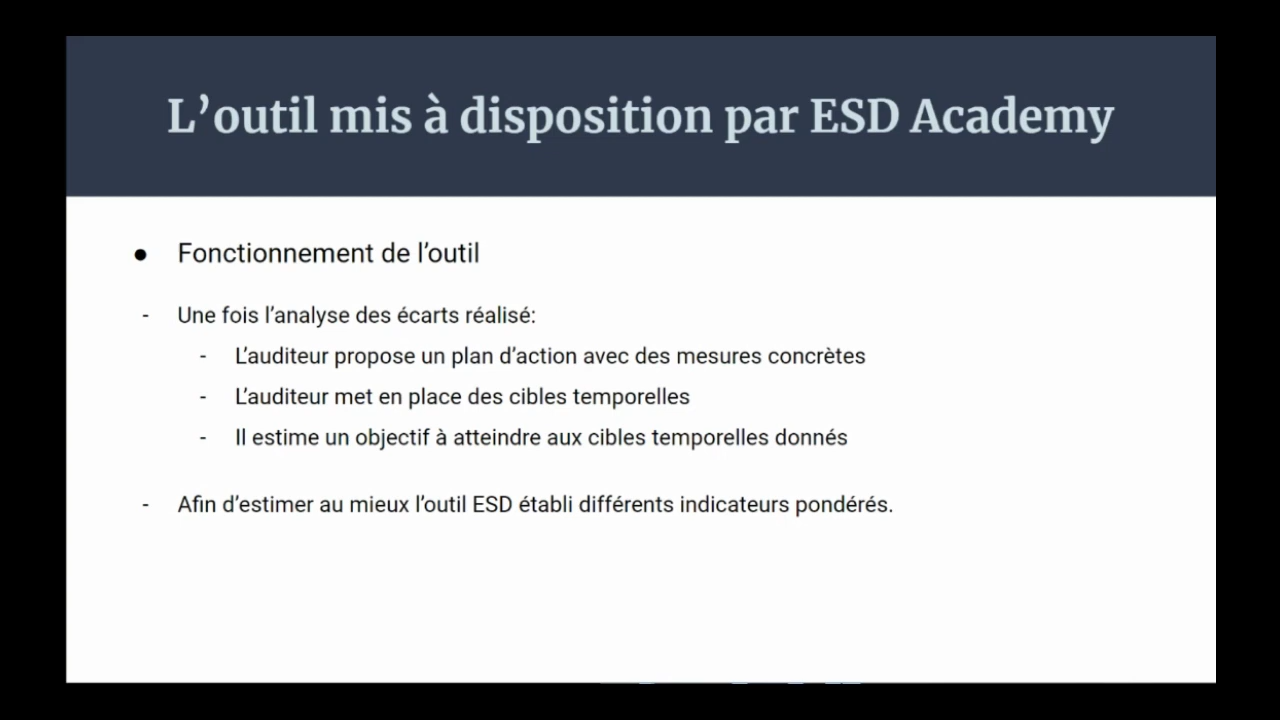 L’outil mis à disposition par ESD Academy
● Fonctionnement de l’outil
- Une fois l’analyse des écarts réalisé:
- L’auditeur propose un plan d’action avec des mesures concrètes
- L’auditeur met en place des cibles temporelles
- Il estime un objectif à atteindre aux cibles temporelles donnés
- Afin d’estimer au mieux l’outil ESD établi différents indicateurs pondérés.